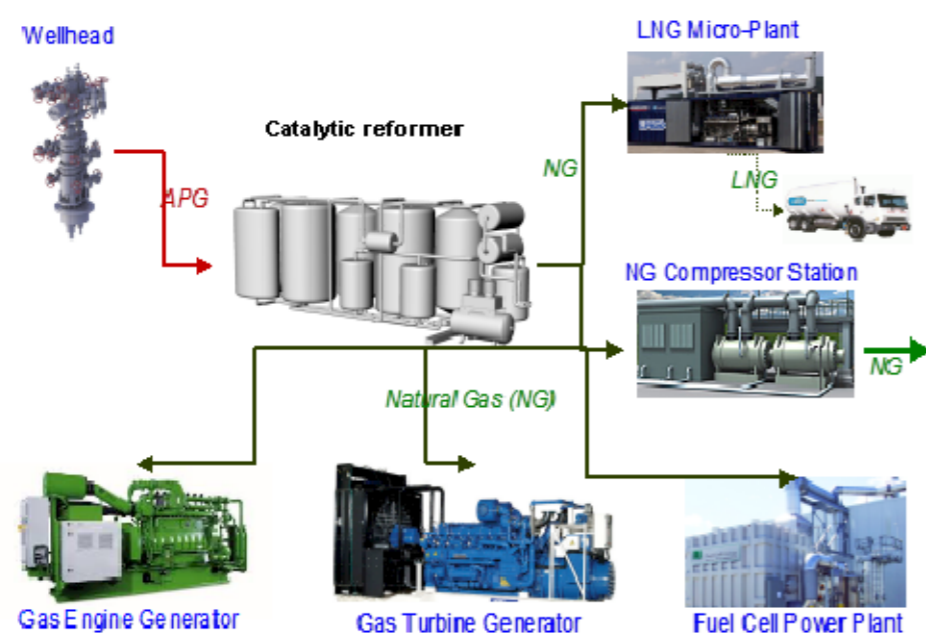 Wellhead
LNG Micro-Plant
Catalytic reformer
NG
APG
LNG
NG Compressor Station
NG
Natural Gas (NG)
Gas Engine Generator
Gas Turbine Generator
Fuel Cell Power Plant